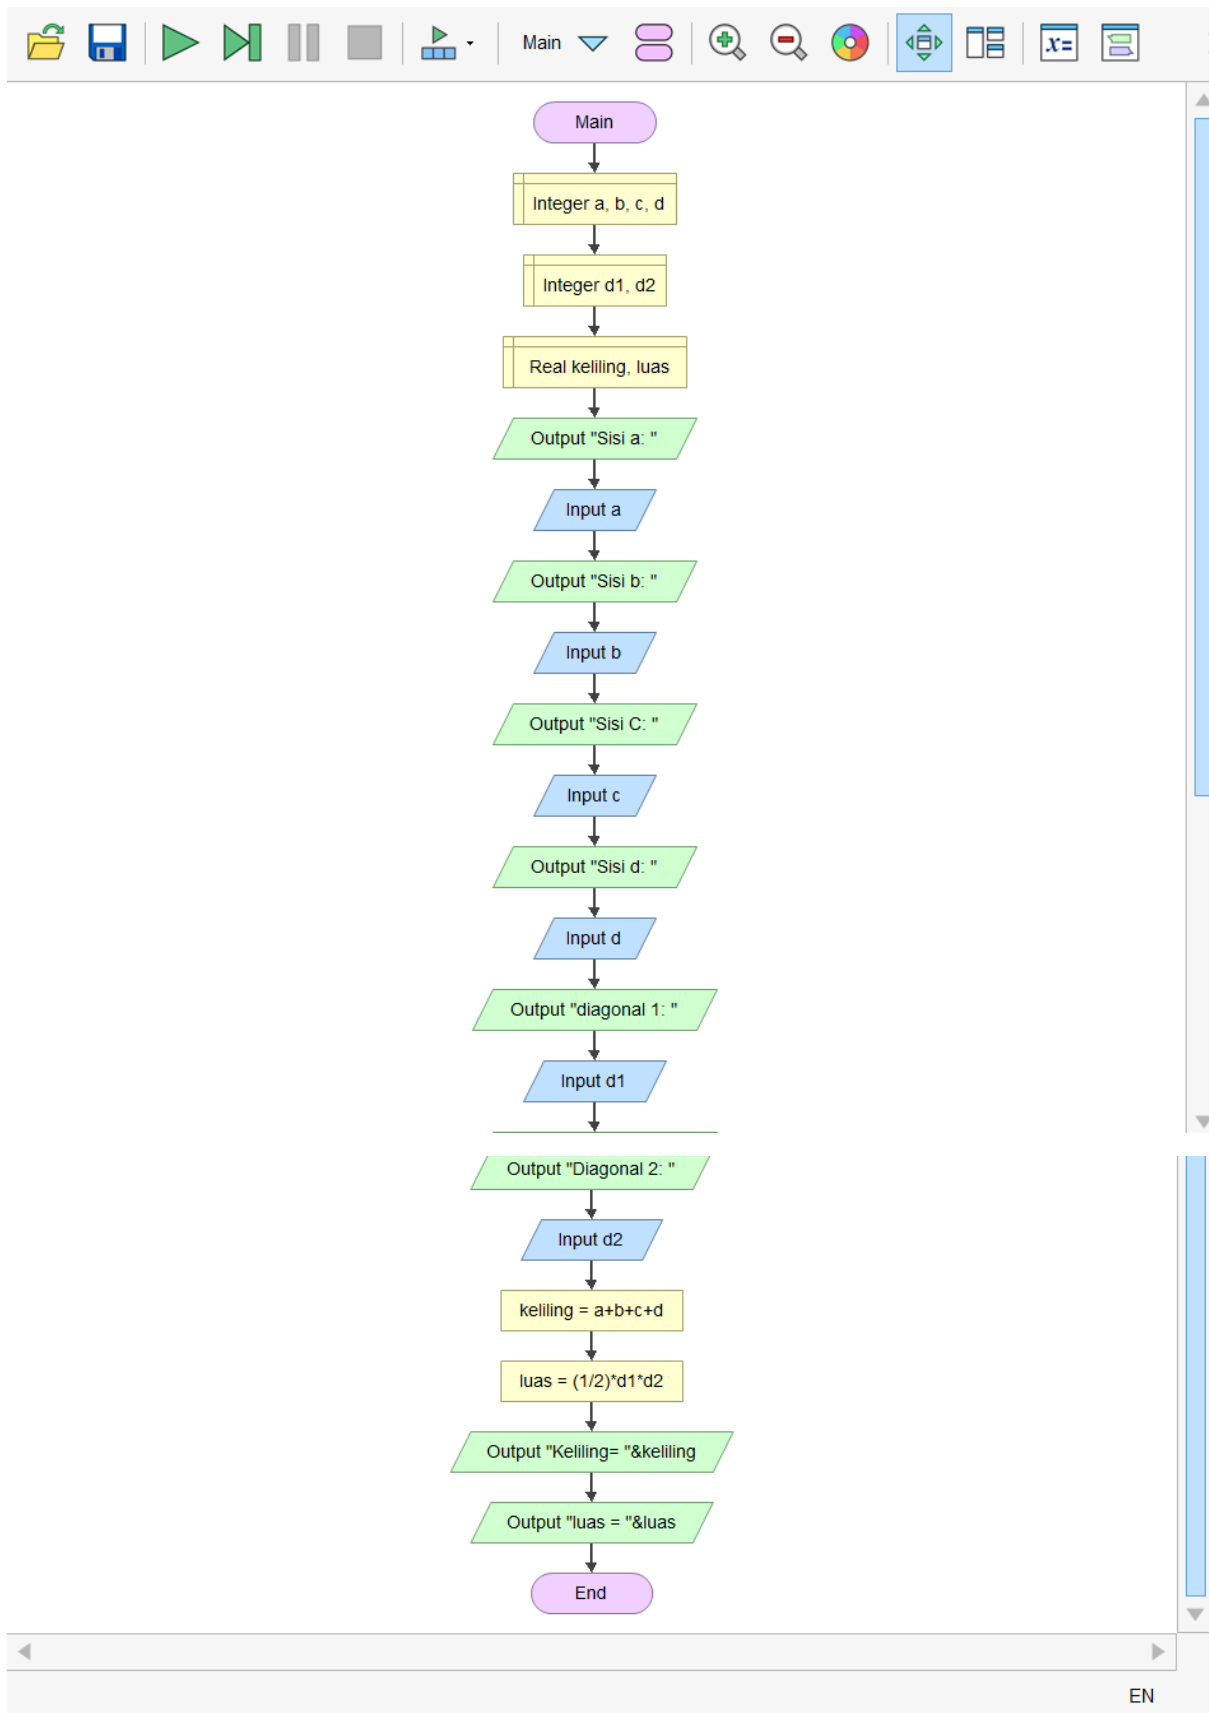 Main
x=
Main
Integer a, b, c, d
Integer d1, d2
Real keliling, luas
Output "Sisi a: "
Input a
Output "Sisi b: "
Input b
Output "Sisi C: "
Input c
Output "Sisi d: "
Input d
Output "diagonal 1: "
Input d1
Output "Diagonal 2: "
Input d2
keliling = a+b+c+d
luas = (1/2)*d1*d2
Output "Keliling= "&keliling
Output "luas = "&luas
End
EN